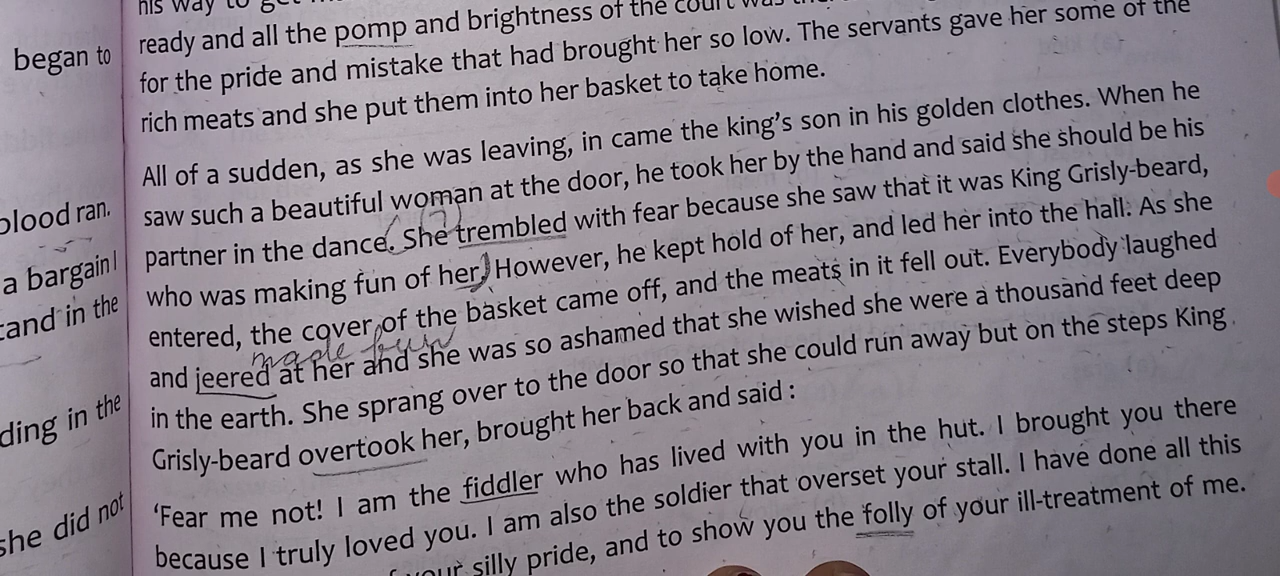 began to
blood ran.
a bargain
and in the
ding in the
she did not
his way to
ready and all the pomp and brightness of the court was
for the pride and mistake that had brought her so low. The servants gave her some of the
rich meats and she put them into her basket to take home.
All of a sudden, as she was leaving, in came the king's son in his golden clothes. When he
saw such a beautiful woman at the door, he took her by the hand and said she should be his
partner in the dance. She trembled with fear because she saw that it was King Grisly-beard,
who was making fun of her. However, he kept hold of her, and led her into the hall. As she
entered, the cover of the basket came off, and the meats in it fell out. Everybody laughed
made fun
and jeered at her and she was so ashamed that she wished she were a thousand feet deep
in the earth. She sprang over to the door so that she could run away but on the steps King
Grisly-beard overtook her, brought her back and said :
'Fear me not! I am the fiddler who has lived with you in the hut. I brought you there
because I truly loved you. I am also the soldier that overset your stall. I have done all this
your silly pride, and to show you the folly of your ill-treatment of me.